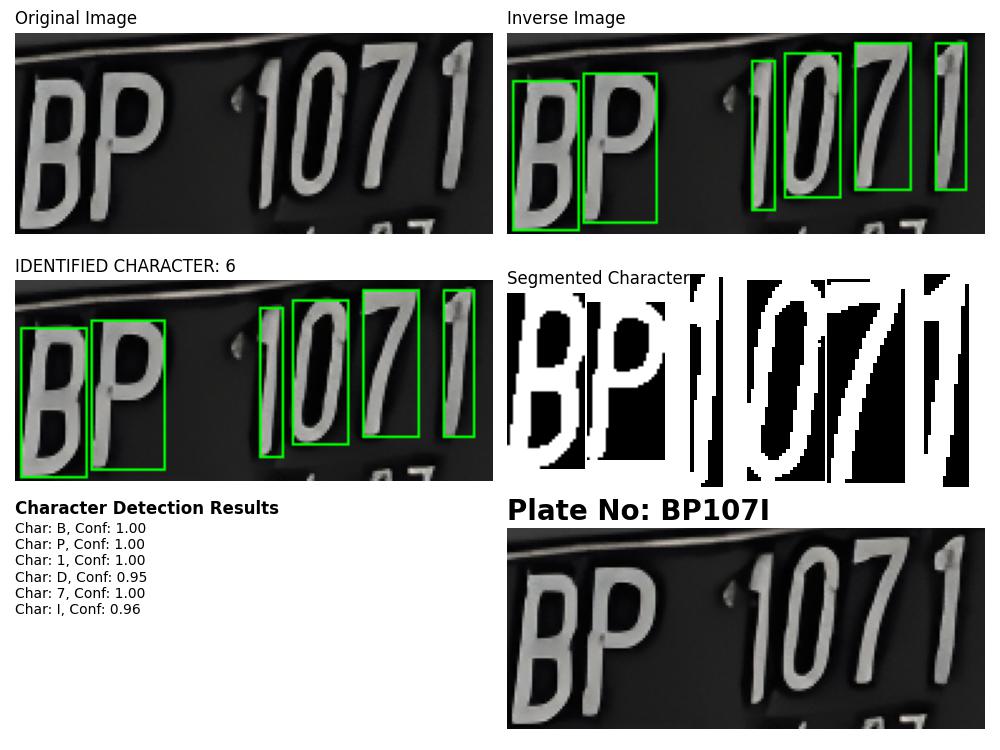 Original Image
BP 1071
Inverse Image
BP 1071
IDENTIFIED CHARACTER: 6
BP 1071
Segmented Character
BP1071
Character Detection Results
Char: B, Conf: 1.00
Char: P, Conf: 1.00
Char: 1, Conf: 1.00
Char: D, Conf: 0.95
Char: 7, Conf: 1.00
Char: I, Conf: 0.96
Plate No: BP107I
BP 1071